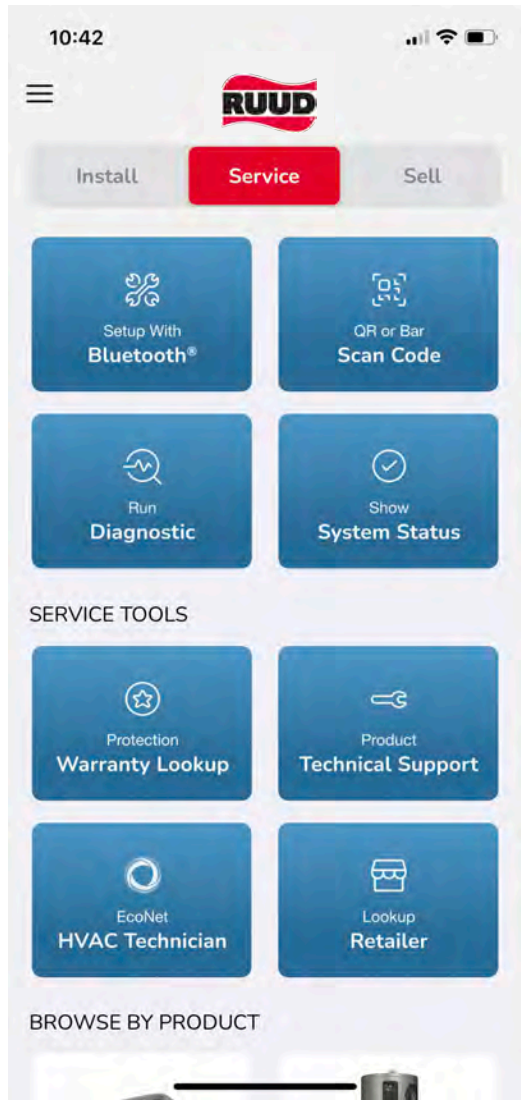 10:42
RUUD
Install
Service
Sell
Setup With
Bluetooth®
QR or Bar
Scan Code
Run
Diagnostic
Show
System Status
SERVICE TOOLS
Protection
Warranty Lookup
Product
Technical Support
EcoNet
HVAC Technician
Lookup
Retailer
BROWSE BY PRODUCT